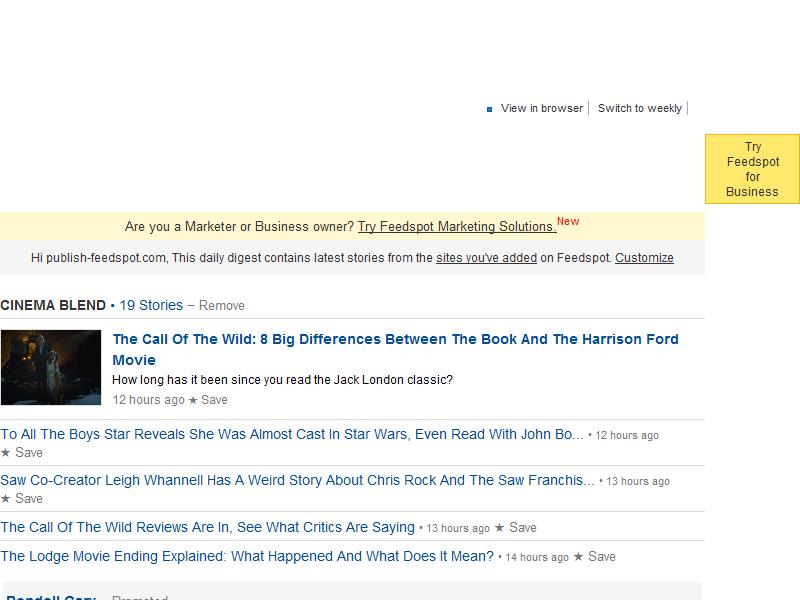 View in browser
Switch to weekly
Try
Feedspot
for
Business
Are you a Marketer or Business owner? Try Feedspot Marketing Solutions.New
Hi publish-feedspot.com, This daily digest contains latest stories from the sites you've added on Feedspot. Customize
CINEMA BLEND • 19 Stories – Remove
The Call Of The Wild: 8 Big Differences Between The Book And The Harrison Ford
Movie
How long has it been since you read the Jack London classic?
12 hours ago ★ Save
To All The Boys Star Reveals She Was Almost Cast In Star Wars, Even Read With John Bo... • 12 hours ago
★ Save
Saw Co-Creator Leigh Whannell Has A Weird Story About Chris Rock And The Saw Franchis... • 13 hours ago
★ Save
The Call Of The Wild Reviews Are In, See What Critics Are Saying • 13 hours ago ★ Save
The Lodge Movie Ending Explained: What Happened And What Does It Mean? • 14 hours ago ★ Save
– Promoted